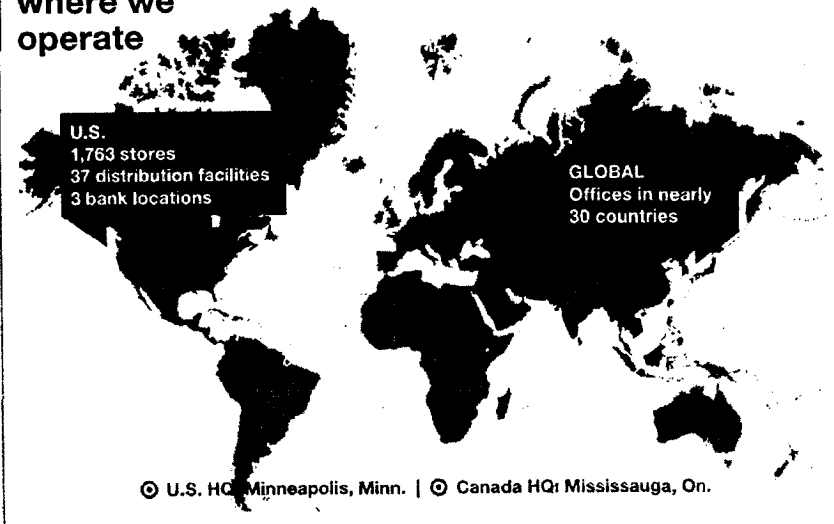 where we
operate
U.S.
1,763 stores
37 distribution facilities
3 bank locations
GLOBAL
Offices in nearly
30 countries
U.S. HQ: Minneapolis, Minn. | Canada HQ: Mississauga, On.